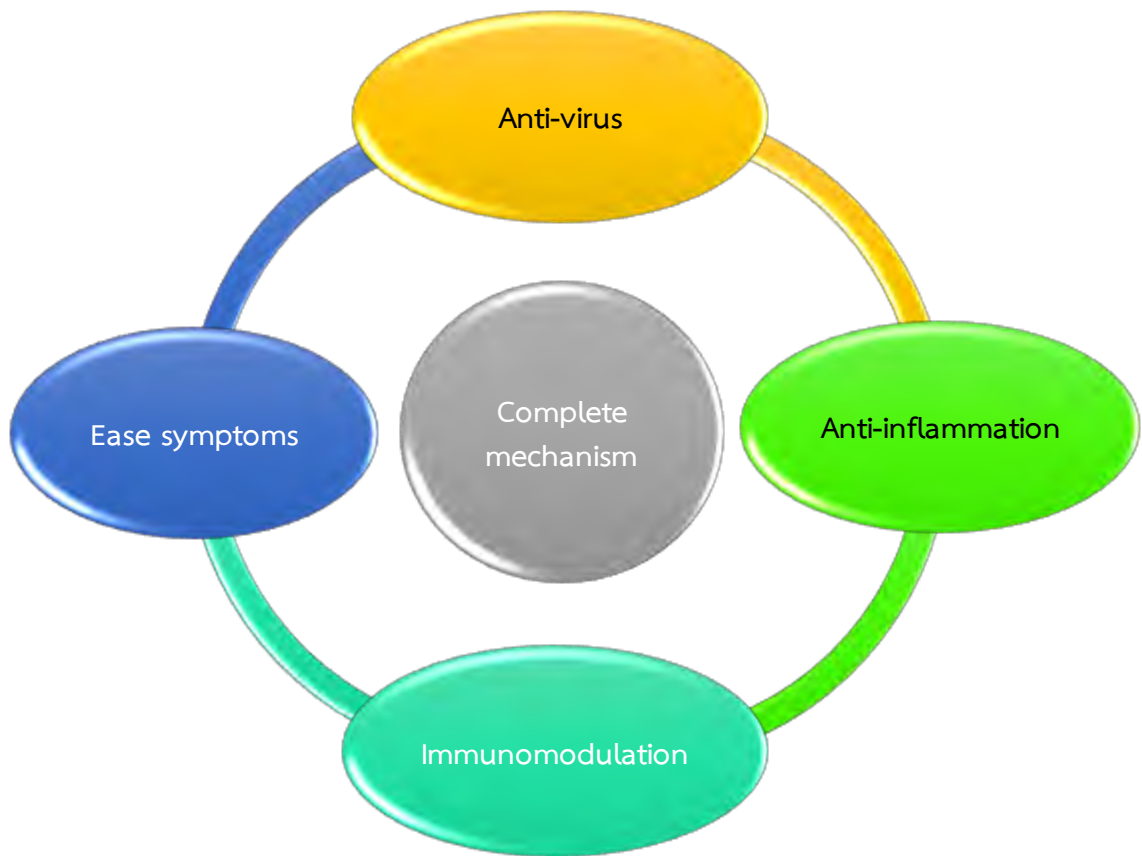 Anti-virus
Ease symptoms
Complete
mechanism
Anti-inflammation
Immunomodulation